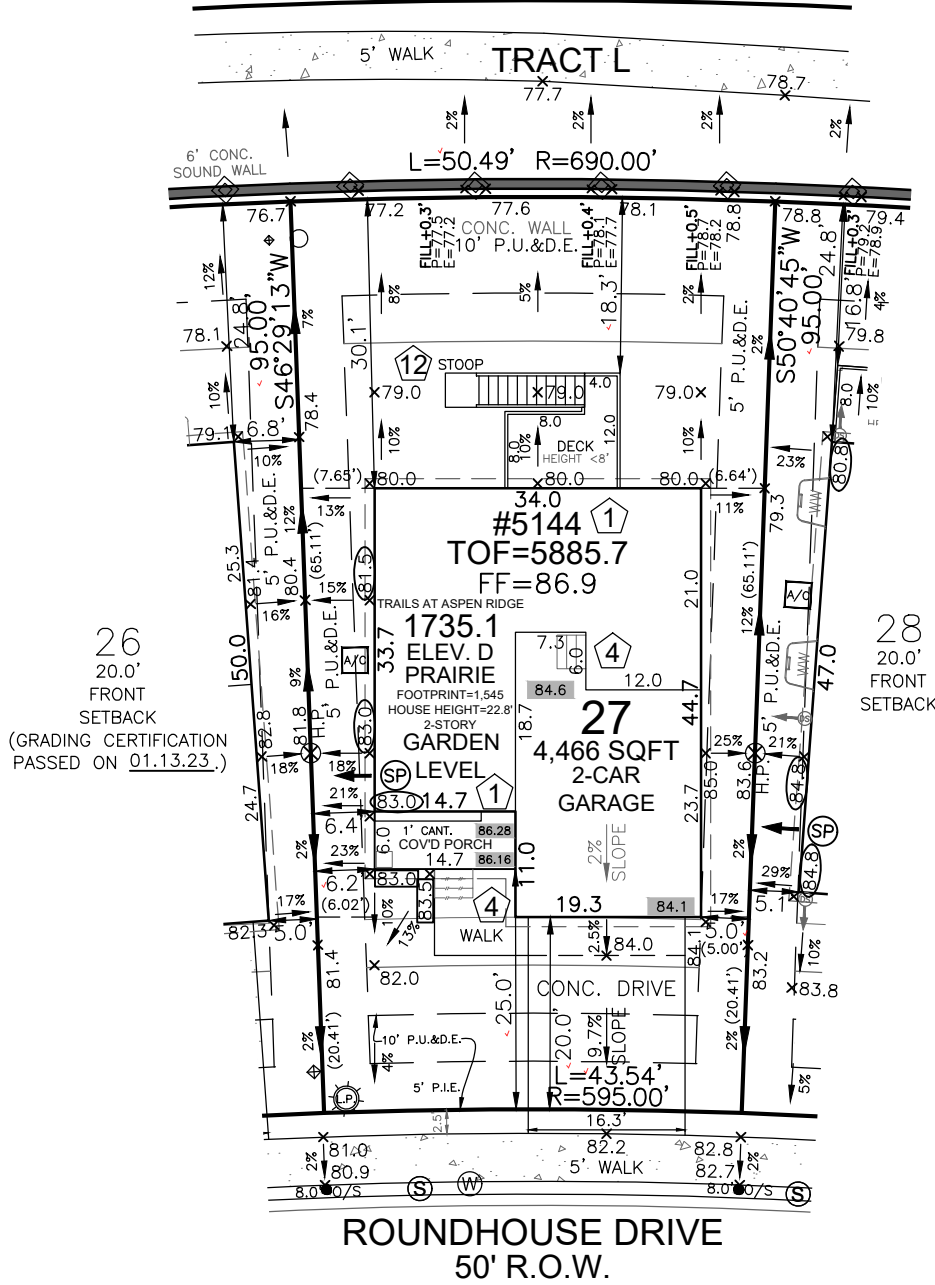 5' WALK
TRACT L
77.7
78.7
2%
2%
2%
2%
2%
6' CONC.
SOUND WALL
L=50.49' R=690.00'
76.7
77.2
77.6
78.1
78.8
78.8
79.4
CONC. WALL
10' P.U.&D.E.
FILL+0.3'
P=77.5
E=77.2
FILL+0.4'
P=78.1
E=77.7
FILL+0.5'
P=78.7
E=78.2
FILL+0.3'
P=79.2
E=78.9
12%
24.8'
95.00'
S46°29'13"W
7%
8%
5%
2%
2%
S50°40'45"W
95.00'
24.8'
16.8'
4%
78.1
30.1'
18.3'
5' P.U.&D.E.
79.8
12
STOOP
79.0
79.0
79.0
4.0
8.0
12.0
8.0
10%
8.0
10%
79.1
6.8'
78.4
10%
10%
10%
DECK
HEIGHT <8'
10%
23%
80.8
(7.65')
80.0
80.0
80.0
(6.64')
13%
34.0
11%
79.3
#5144
1
TOF=5885.7
FF=86.9
5' P.U.&D.E.
12%
(65.11')
25.3
81.4
80.4
15%
16%
81.5
21.0
12%
(65.11')
A/C
TRAILS AT ASPEN RIDGE
1735.1
ELEV. D
PRAIRIE
FOOTPRINT=1,545
HOUSE HEIGHT=22.8'
2-STORY
GARDEN
LEVEL
33.7
A/C
7.3
6.0
4
12.0
84.6
18.7
44.7
27
4,466 SQFT
2-CAR
GARAGE
26
20.0'
FRONT
SETBACK
(GRADING CERTIFICATION
PASSED ON 01.13.23.)
28
20.0'
FRONT
SETBACK
50.0
47.0
9%
5' P.U.&D.E.
5' P.U.&D.E.
WW
WW
82.8
81.8
H.P.
83.0
18%
18%
25%
21%
85.0
83.6
H.P.
84.8
SP
SP
21%
83.0
14.7
1
23.7
24.7
6.4'
1' CANT.
COV'D PORCH
6.0
86.28
86.16
2%
SLOPE
2%
2%
23%
14.7
11.0
29%
84.8
6.2'
(6.02')
83.0
83.5
10%
13%
4
WALK
19.3
84.1
17%
5.1'
17%
82.3
5.0'
2.5%
84.0
84.1
5.0'
(5.00')
10%
81.4
82.0
83.2
83.8
25.0'
CONC. DRIVE
20.0'
9.7%
SLOPE
2%
(20.41')
10' P.U.&D.E.
4%
5' P.I.E.
2%
(20.41')
5%
L.P.
L=43.54'
R=595.00'
16.3'
2.5
81.0
82.2
82.8
2%
80.9
5' WALK
82.7
2%
8.0' O/S
S
W
8.0' O/S
S
ROUNDHOUSE DRIVE
50' R.O.W.